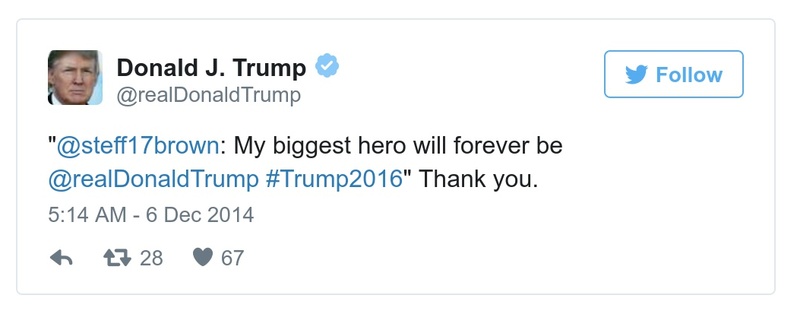 Donald J. Trump
@realDonaldTrump
Follow
"@steff17brown: My biggest hero will forever be
@realDonaldTrump #Trump2016" Thank you.
5:14 AM - 6 Dec 2014
28 67